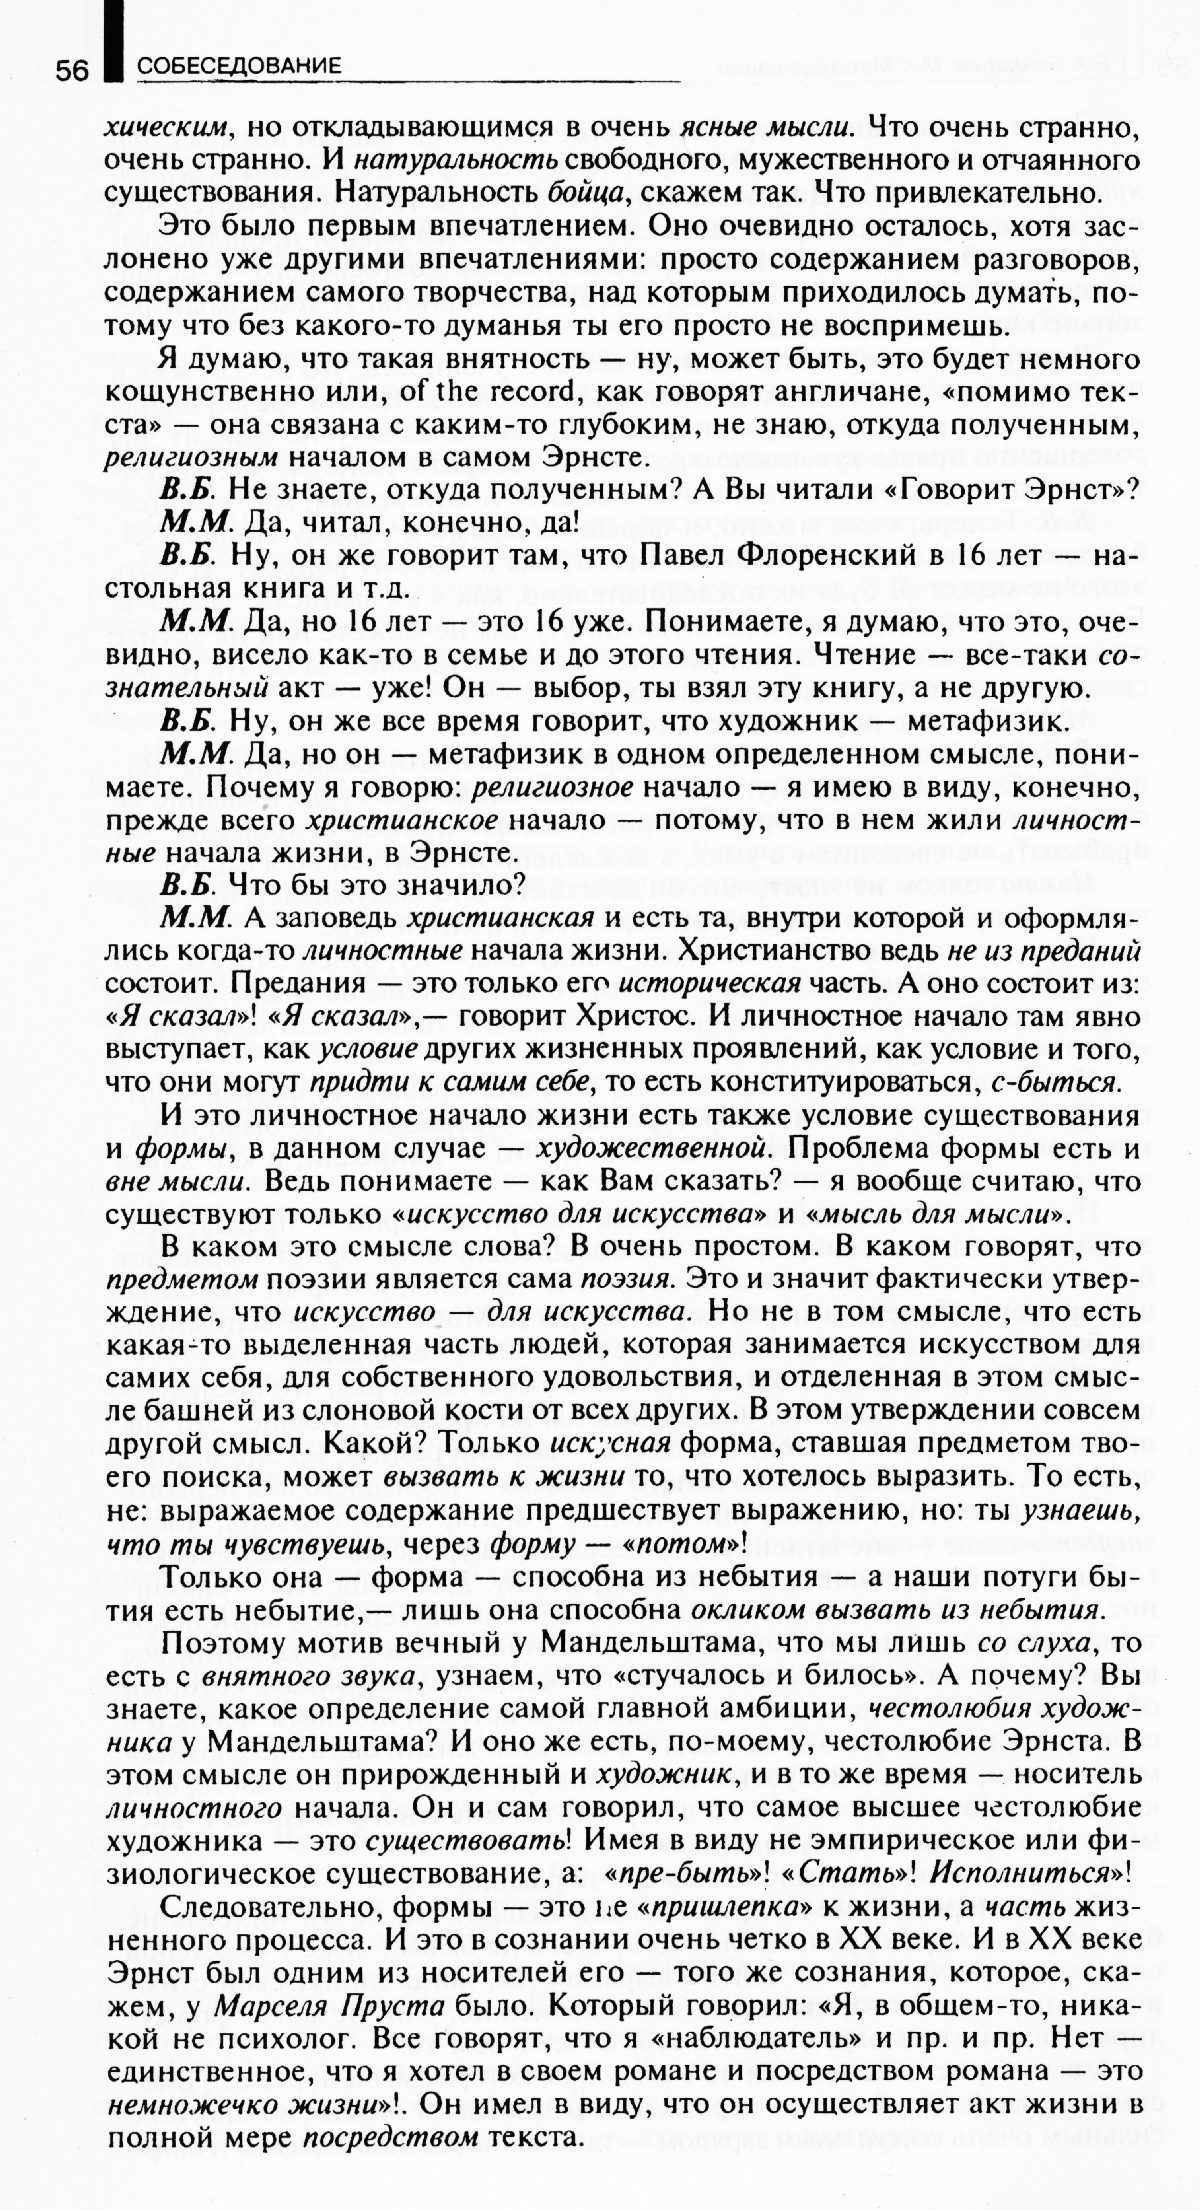 56 СОБЕСЕДОВАНИЕ
хическим, но откладывающимся в очень ясные мысли. Что очень странно,
очень странно. И натуральность свободного, мужественного и отчаянного
существования. Натуральность бойца, скажем так. Что привлекательно.
Это было первым впечатлением. Оно очевидно осталось, хотя зас-
лонено уже другими впечатлениями: просто содержанием разговоров,
содержанием самого творчества, над которым приходилось думать, по-
тому что без какого-то думанья ты его просто не воспримешь.
Я думаю, что такая внятность — ну, может быть, это будет немного
кощунственно или, of the record, как говорят англичане, «помимо тек-
ста» — она связана с каким-то глубоким, не знаю, откуда полученным,
религиозным началом в самом Эрнсте.
В.Б. Не знаете, откуда полученным? А Вы читали «Говорит Эрнст»?
М.М. Да, читал, конечно, да!
В.Б. Ну, он же говорит там, что Павел Флоренский в 16 лет — на-
стольная книга и т.д.
М.М. Да, но 16 лет — это 16 уже. Понимаете, я думаю, что это, оче-
видно, висело как-то в семье и до этого чтения. Чтение — все-таки со-
знательный акт — уже! Он — выбор, ты взял эту книгу, а не другую.
В.Б. Ну, он же все время говорит, что художник — метафизик.
М.М. Да, но он — метафизик в одном определенном смысле, пони-
маете. Почему я говорю: религиозное начало — я имею в виду, конечно,
прежде всего христианское начало — потому, что в нем жили личност-
ные начала жизни, в Эрнсте.
В.Б. Что бы это значило?
М.М. А заповедь христианская и есть та, внутри которой и оформля-
лись когда-то личностные начала жизни. Христианство ведь не из преданий
состоит. Предания — это только его историческая часть. А оно состоит из:
«Я сказал»! «Я сказал»,— говорит Христос. И личностное начало там явно
выступает, как условие других жизненных проявлений, как условие и того,
что они могут придти к самим себе, то есть конституироваться, с-быться.
И это личностное начало жизни есть также условие существования
и формы, в данном случае — художественной. Проблема формы есть и
вне мысли. Ведь понимаете — как Вам сказать? — я вообще считаю, что
существуют только «искусство для искусства» и «мысль для мысли».
В каком это смысле слова? В очень простом. В каком говорят, что
предметом поэзии является сама поэзия. Это и значит фактически утвер-
ждение, что искусство — для искусства. Но не в том смысле, что есть
какая-то выделенная часть людей, которая занимается искусством для
самих себя, для собственного удовольствия, и отделенная в этом смыс-
ле башней из слоновой кости от всех других. В этом утверждении совсем
другой смысл. Какой? Только искусная форма, ставшая предметом тво-
его поиска, может вызвать к жизни то, что хотелось выразить. То есть,
не: выражаемое содержание предшествует выражению, но: ты узнаешь,
что ты чувствуешь, через форму — «потом»!
Только она — форма — способна из небытия — а наши потуги бы-
тия есть небытие,— лишь она способна окликом вызвать из небытия.
Поэтому мотив вечный у Мандельштама, что мы лишь со слуха, то
есть с внятного звука, узнаем, что «стучалось и билось». А почему? Вы
знаете, какое определение самой главной амбиции, честолюбия худож-
ника у Мандельштама? И оно же есть, по-моему, честолюбие Эрнста. В
этом смысле он прирожденный и художник, и в то же время — носитель
личностного начала. Он и сам говорил, что самое высшее честолюбие
художника — это существовать! Имея в виду не эмпирическое или фи-
зиологическое существование, а: «пре-быть»! «Стать»! Исполниться»!
Следовательно, формы — это не «пришлепка» к жизни, а часть жиз-
ненного процесса. И это в сознании очень четко в XX веке. И в XX веке
Эрнст был одним из носителей его — того же сознания, которое, ска-
жем, у Марселя Пруста было. Который говорил: «Я, в общем-то, ника-
кой не психолог. Все говорят, что я «наблюдатель» и пр. и пр. Нет —
единственное, что я хотел в своем романе и посредством романа — это
немножечко жизни»!. Он имел в виду, что он осуществляет акт жизни в
полной мере посредством текста.